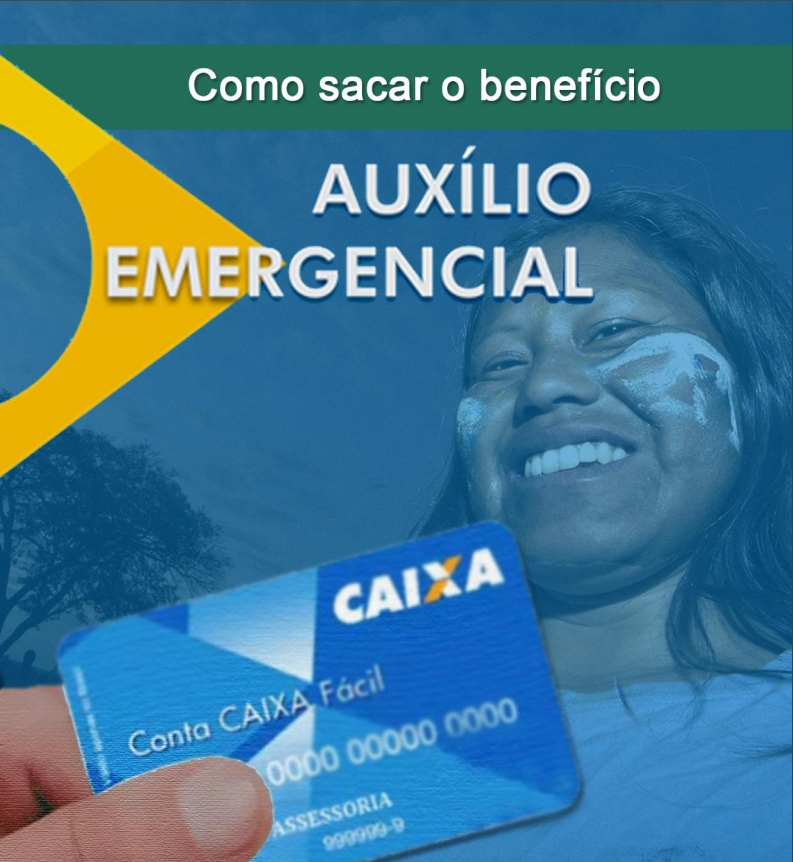 Como sacar o benefício
AUXÍLIO
EMERGENCIAL
CAIXA
Conta CAIXA Fácil
0000 00000 0000
ASSESSORIA
999999-9